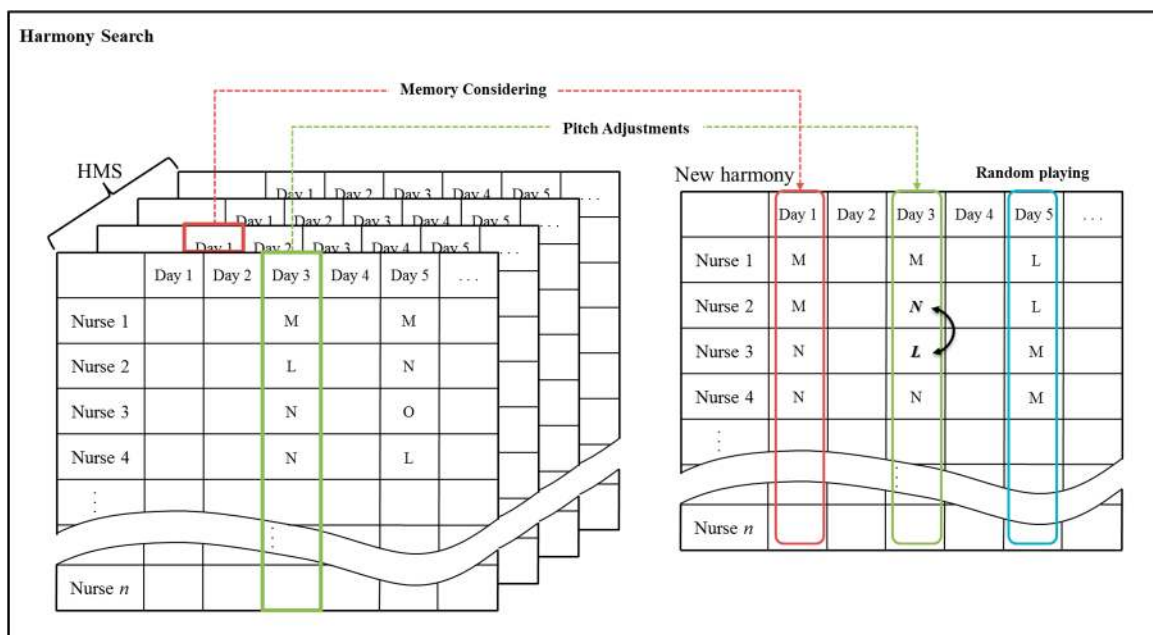 Harmony Search
Memory Considering
Pitch Adjustments
HMS
Day 1 Day 2 Day 3 Day 4 Day 5 ...
Day 1 Day 2 Day 3 Day 4 Day 5 ...
Day 1 Day 2 Day 3 Day 4 Day 5 ...
Day 1 Day 2 Day 3 Day 4 Day 5 ...
Nurse 1 M M
Nurse 2 L N
Nurse 3 N O
Nurse 4 N L
⋮
⋮
Nurse n
New harmony
Random playing
Day 1 Day 2 Day 3 Day 4 Day 5 ...
Nurse 1 M M L
Nurse 2 M N L
Nurse 3 N L M
Nurse 4 N N M
⋮
⋮
Nurse n